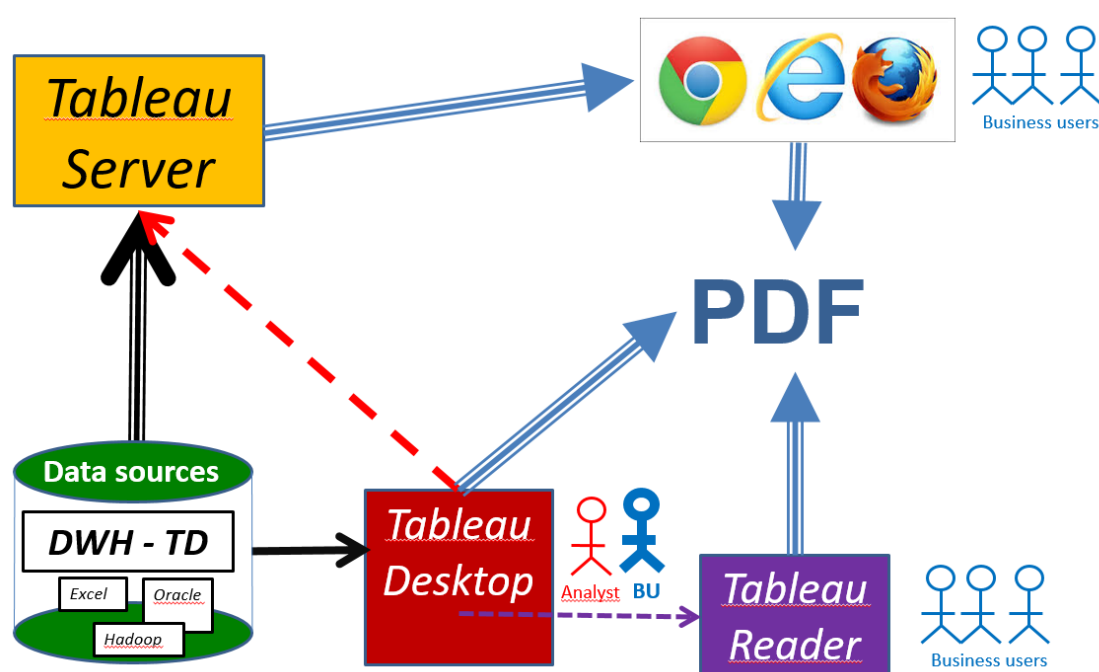 Tableau
Server
Business users
PDF
Data sources
DWH - TD
Excel
Oracle
Hadoop
Tableau
Desktop
Analyst
BU
Tableau
Reader
Business users